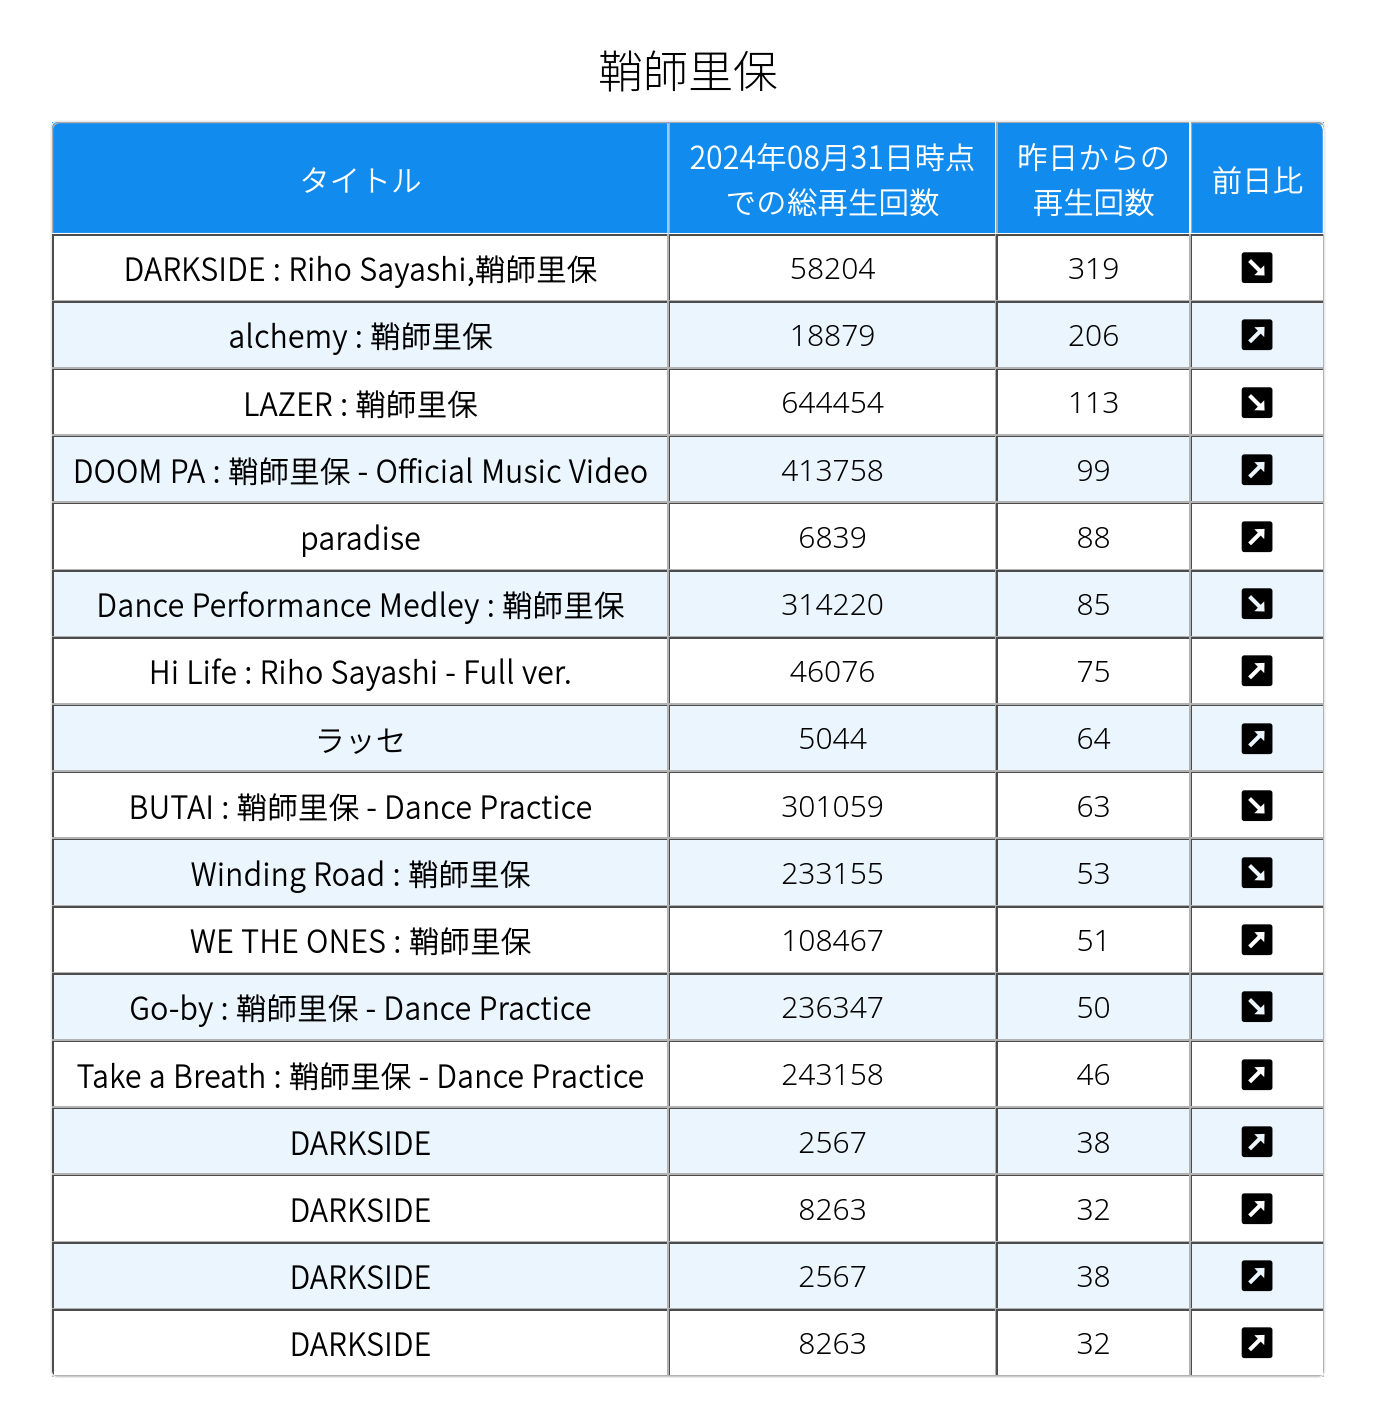 鞘師里保
タイトル 2024年08月31日時点での総再生回数 昨日からの再生回数 前日比
DARKSIDE : Riho Sayashi,鞘師里保 58204 319 ↘
alchemy : 鞘師里保 18879 206 ↗
LAZER : 鞘師里保 644454 113 ↘
DOOM PA : 鞘師里保 - Official Music Video 413758 99 ↗
paradise 6839 88 ↗
Dance Performance Medley : 鞘師里保 314220 85 ↘
Hi Life : Riho Sayashi - Full ver. 46076 75 ↗
ラッセ 5044 64 ↗
BUTAI : 鞘師里保 - Dance Practice 301059 63 ↘
Winding Road : 鞘師里保 233155 53 ↘
WE THE ONES : 鞘師里保 108467 51 ↗
Go-by : 鞘師里保 - Dance Practice 236347 50 ↘
Take a Breath : 鞘師里保 - Dance Practice 243158 46 ↗
DARKSIDE 2567 38 ↗
DARKSIDE 8263 32 ↗
DARKSIDE 2567 38 ↗
DARKSIDE 8263 32 ↗